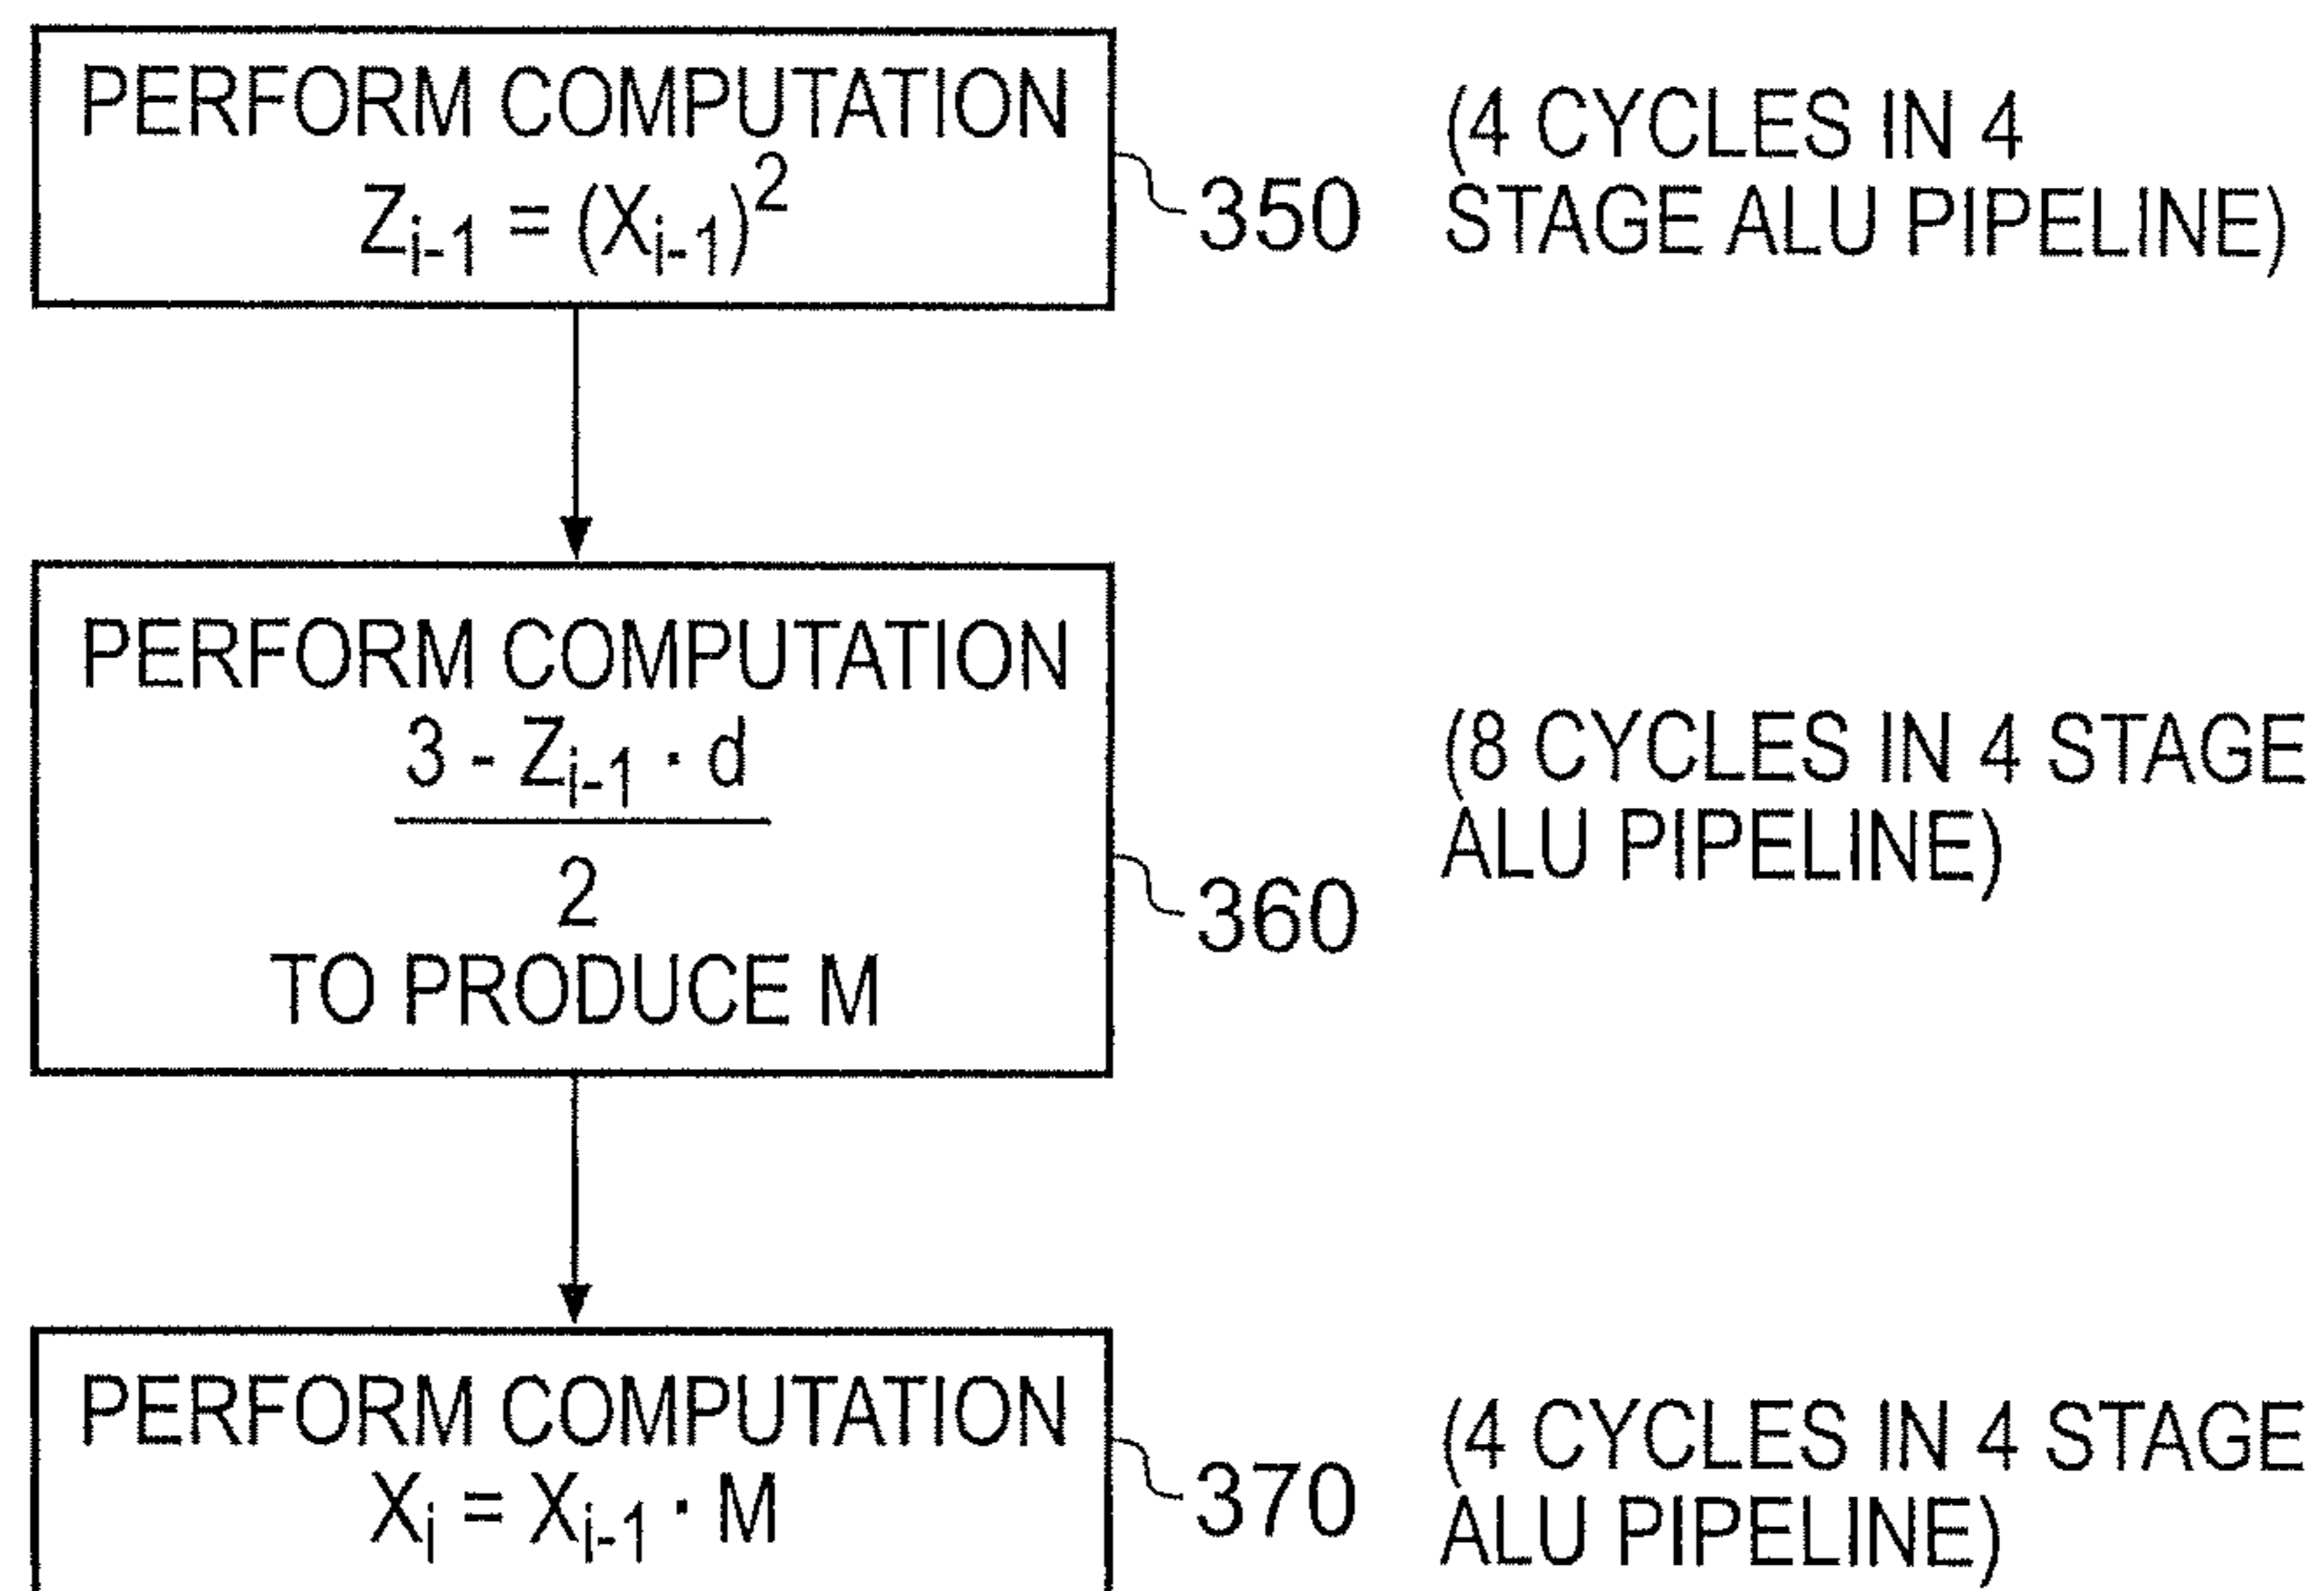 PERFORM COMPUTATION
Zi-1 = (Xi-1)2
350
(4 CYCLES IN 4
STAGE ALU PIPELINE)
PERFORM COMPUTATION
3 - Zi-1 · d
2
TO PRODUCE M
360
(8 CYCLES IN 4 STAGE
ALU PIPELINE)
PERFORM COMPUTATION
Xi = Xi-1 · M
370
(4 CYCLES IN 4 STAGE
ALU PIPELINE)